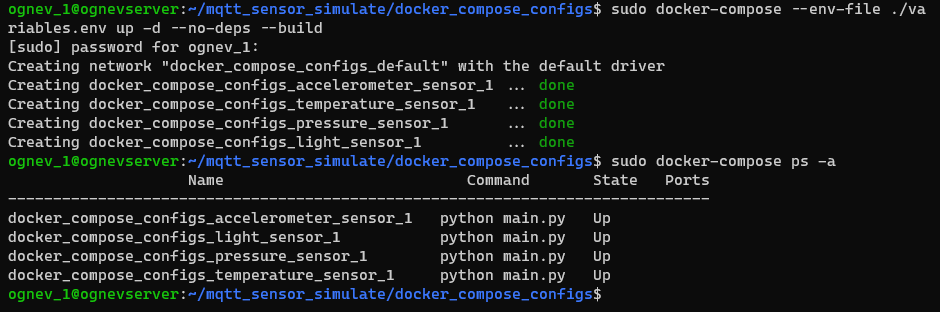 ognev_1@ognevserver:~/mqtt_sensor_simulate/docker_compose_configs$ sudo docker-compose --env-file ./va
riables.env up -d --no-deps --build
[sudo] password for ognev_1:
Creating network "docker_compose_configs_default" with the default driver
Creating docker_compose_configs_accelerometer_sensor_1 ... done
Creating docker_compose_configs_temperature_sensor_1   ... done
Creating docker_compose_configs_pressure_sensor_1      ... done
Creating docker_compose_configs_light_sensor_1         ... done
ognev_1@ognevserver:~/mqtt_sensor_simulate/docker_compose_configs$ sudo docker-compose ps -a
                    Name                           Command       State   Ports
------------------------------------------------------------------------------
docker_compose_configs_accelerometer_sensor_1   python main.py   Up
docker_compose_configs_light_sensor_1           python main.py   Up
docker_compose_configs_pressure_sensor_1        python main.py   Up
docker_compose_configs_temperature_sensor_1     python main.py   Up
ognev_1@ognevserver:~/mqtt_sensor_simulate/docker_compose_configs$